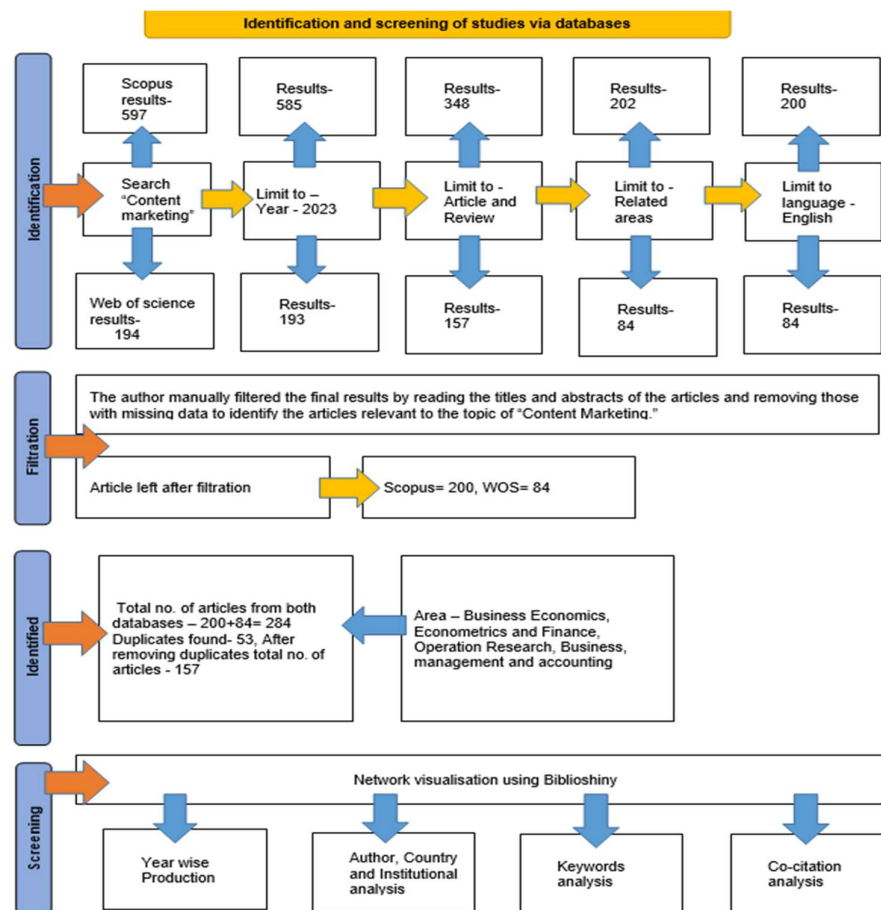 Identification and screening of studies via databases
Identification
Scopus
results-
597
Results-
585
Results-
348
Results-
202
Results-
200
Search
“Content
marketing”
Limit to –
Year - 2023
Limit to -
Article and
Review
Limit to -
Related
areas
Limit to
language -
English
Web of science
results-
194
Results-
193
Results-
157
Results-
84
Results-
84
Filtration
The author manually filtered the final results by reading the titles and abstracts of the articles and removing those
with missing data to identify the articles relevant to the topic of “Content Marketing.”
Article left after filtration
Scopus= 200, WOS= 84
Identified
Total no. of articles from both
databases – 200+84= 284
Duplicates found- 53, After
removing duplicates total no. of
articles - 157
Area – Business Economics,
Econometrics and Finance,
Operation Research, Business,
management and accounting
Screening
Network visualisation using Biblioshiny
Year wise
Production
Author, Country
and Institutional
analysis
Keywords
analysis
Co-citation
analysis